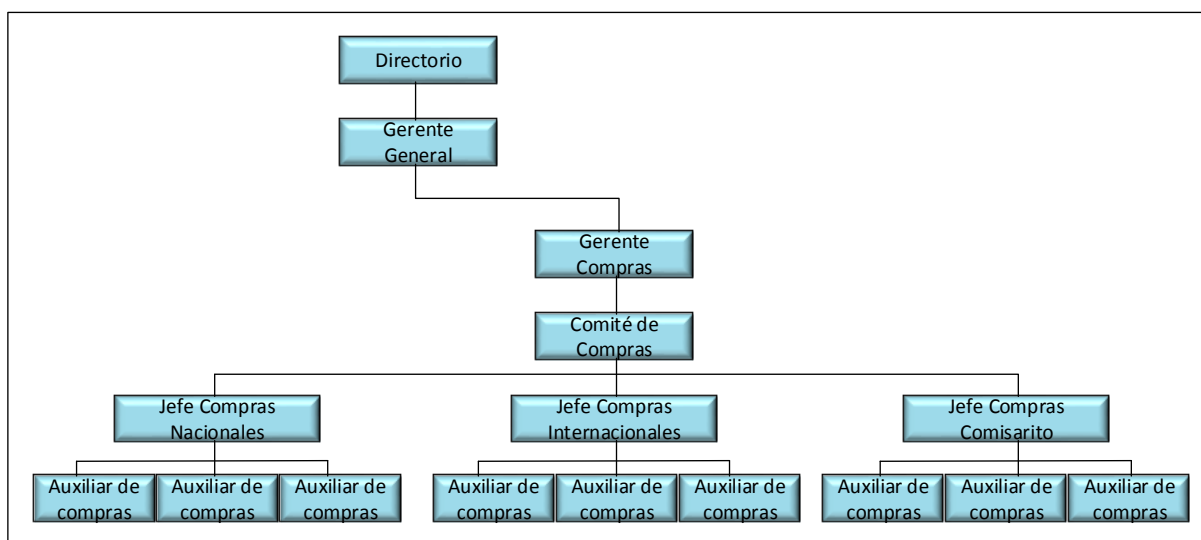 Directorio
Gerente
General
Gerente
Compras
Comité de
Compras
Jefe Compras
Nacionales
Jefe Compras
Internacionales
Jefe Compras
Comisarito
Auxiliar de
compras
Auxiliar de
compras
Auxiliar de
compras
Auxiliar de
compras
Auxiliar de
compras
Auxiliar de
compras
Auxiliar de
compras
Auxiliar de
compras
Auxiliar de
compras